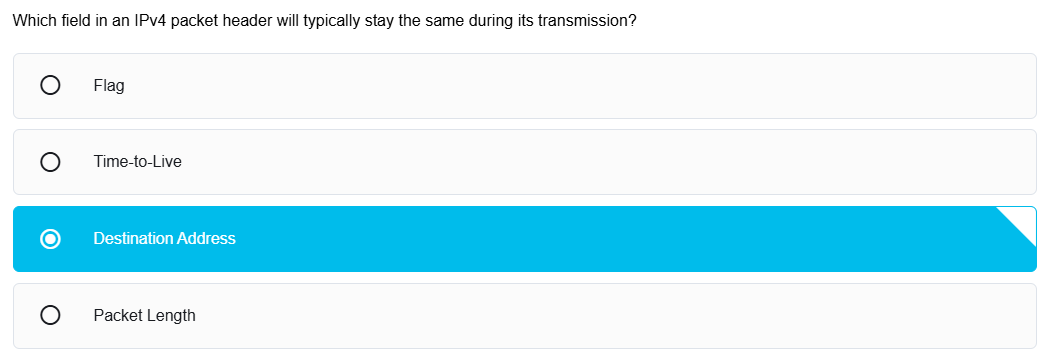 Which field in an IPv4 packet header will typically stay the same during its transmission?
Flag
Time-to-Live
Destination Address
Packet Length